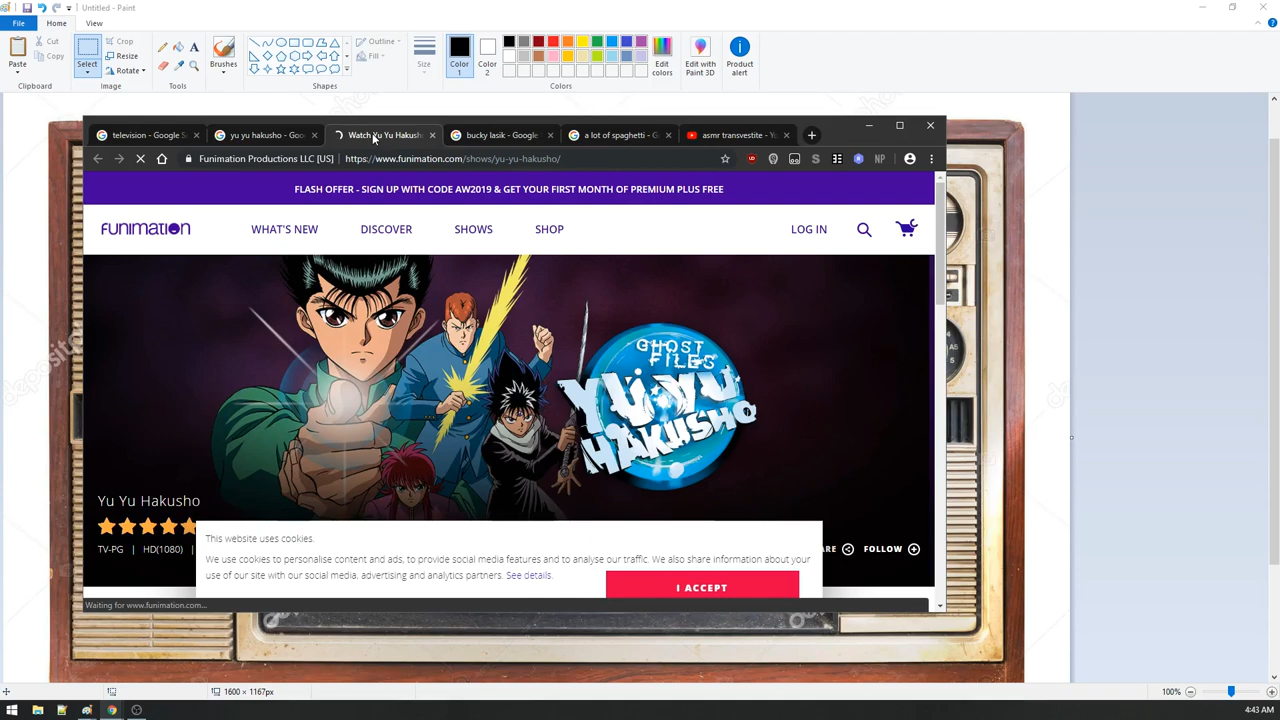 Untitled - Paint
File Home View
Paste
Cut
Copy
Clipboard
Select
Crop
Resize
Rotate
Image
Tools
Brushes
Shapes
Outline
Fill
Size
Color 1
Color 2
Colors
Edit colors
Edit with Paint 3D
Product alert
television - Google S
yu yu hakusho - Goo
Watch Yu Yu Hakush
bucky lasik - Google
a lot of spaghetti - G
asmr transvestite - Yo
Funimation Productions LLC [US] https://www.funimation.com/shows/yu-yu-hakusho/
FLASH OFFER - SIGN UP WITH CODE AW2019 & GET YOUR FIRST MONTH OF PREMIUM PLUS FREE
FUNIMATION WHAT'S NEW DISCOVER SHOWS SHOP LOG IN
GHOST
FILES
YU YU
HAKUSHO
Yu Yu Hakusho
TV-PG | HD(1080) |
ARE FOLLOW
This website uses cookies.
We use cookies to personalise content and ads, to provide social media features and to analyse our traffic. We also share information about your
use of our site with our social media, advertising and analytics partners. See details.
I ACCEPT
Waiting for www.funimation.com...
1600 × 1167px
100%
4:43 AM